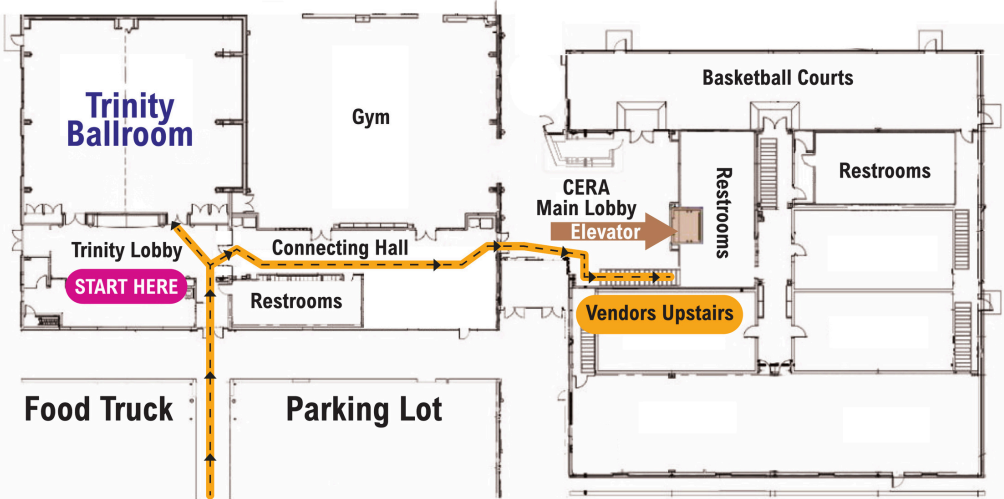 Trinity
Ballroom
Gym
Basketball Courts
Restrooms
Restrooms
CERA
Main Lobby
Elevator
Trinity Lobby
Connecting Hall
START HERE
Restrooms
Vendors Upstairs
Food Truck
Parking Lot